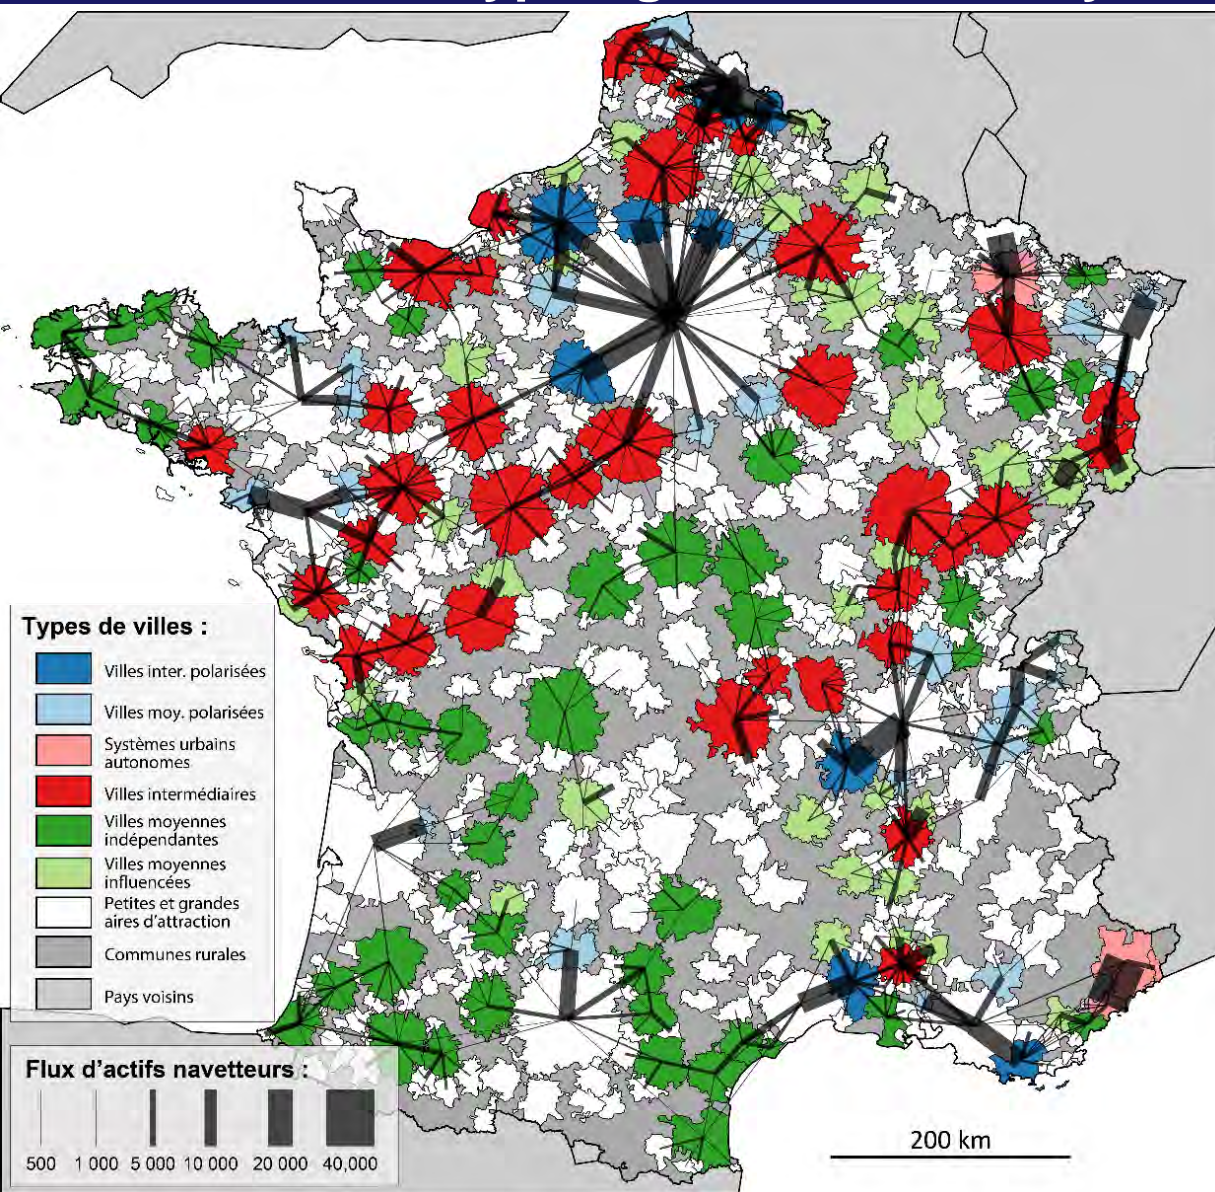 Types de villes :
Villes inter. polarisées
Villes moy. polarisées
Systèmes urbains
autonomes
Villes intermédiaires
Villes moyennes
indépendantes
Villes moyennes
influencées
Petites et grandes
aires d'attraction
Communes rurales
Pays voisins
Flux d'actifs navetteurs :
500 1 000 5 000 10 000 20 000 40,000
200 km